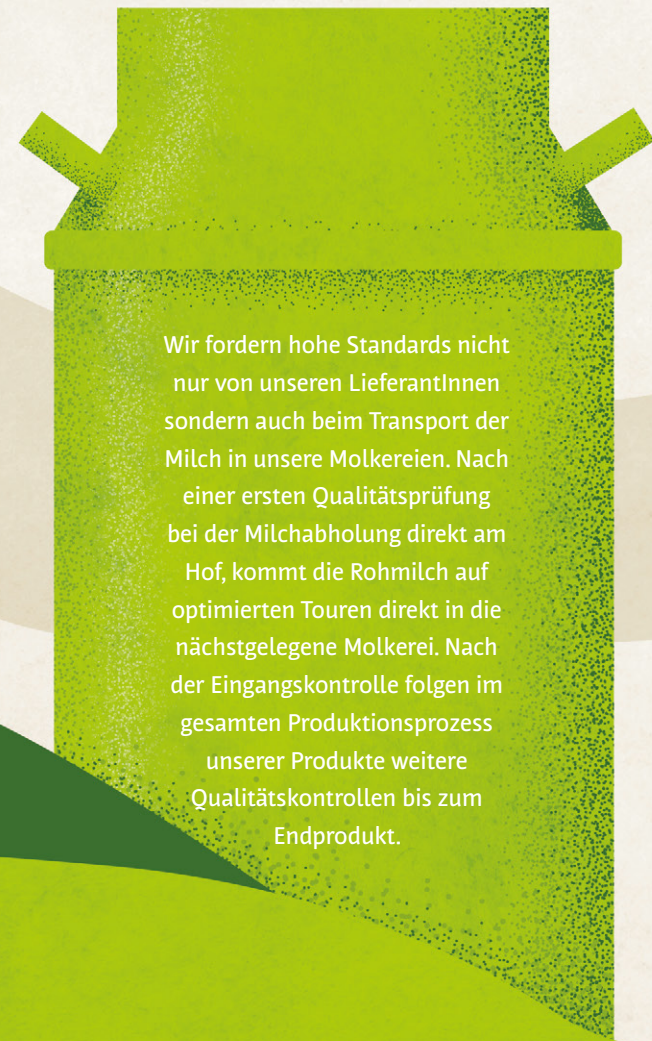 Wir fordern hohe Standards nicht
nur von unseren LieferantInnen
sondern auch beim Transport der
Milch in unsere Molkereien. Nach
einer ersten Qualitätsprüfung
bei der Milchabholung direkt am
Hof, kommt die Rohmilch auf
optimierten Touren direkt in die
nächstgelegene Molkerei. Nach
der Eingangskontrolle folgen im
gesamten Produktionsprozess
unserer Produkte weitere
Qualitätskontrollen bis zum
Endprodukt.